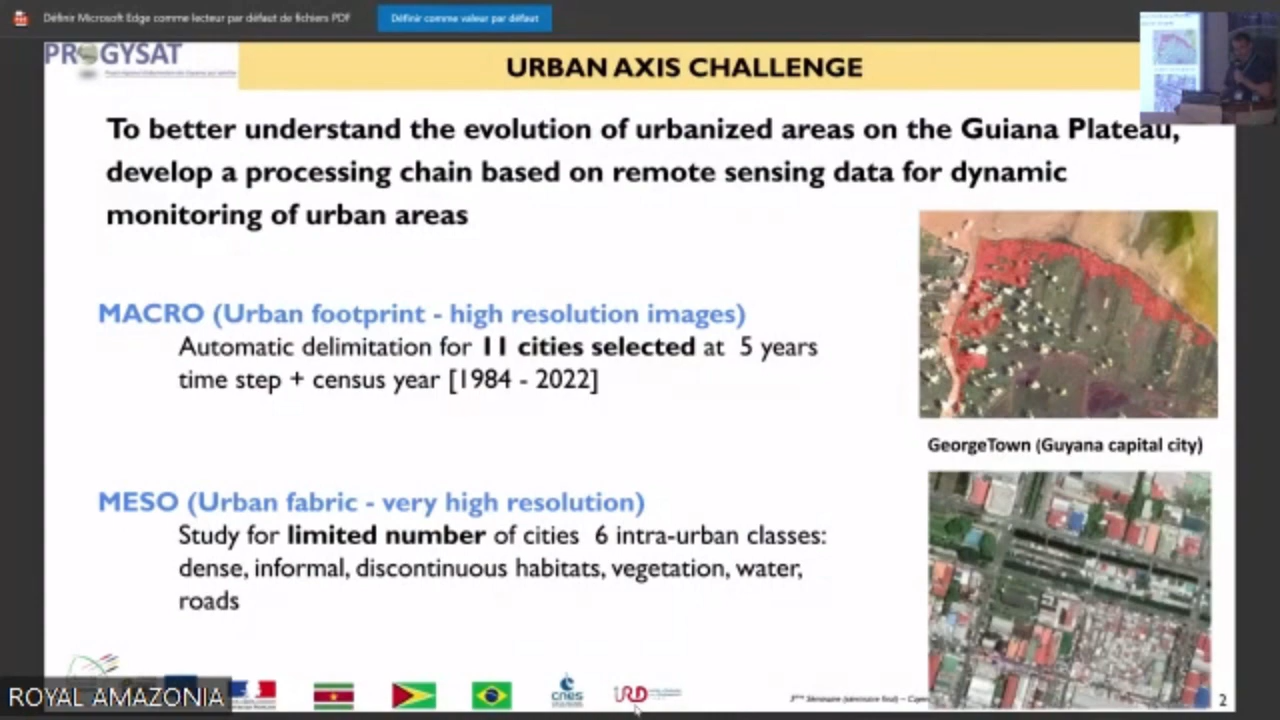 Définir Microsoft Edge comme lecteur par défaut de fichiers PDF
Définir comme valeur par défaut
PROGYSAT
URBAN AXIS CHALLENGE
To better understand the evolution of urbanized areas on the Guiana Plateau,
develop a processing chain based on remote sensing data for dynamic
monitoring of urban areas
MACRO (Urban footprint - high resolution images)
Automatic delimitation for 11 cities selected at 5 years
time step + census year [1984 - 2022]
GeorgeTown (Guyana capital city)
MESO (Urban fabric - very high resolution)
Study for limited number of cities 6 intra-urban classes:
dense, informal, discontinuous habitats, vegetation, water,
roads
ROYAL AMAZONIA
cnes
IRD
3ème Séminaire (séminaire final) –
2